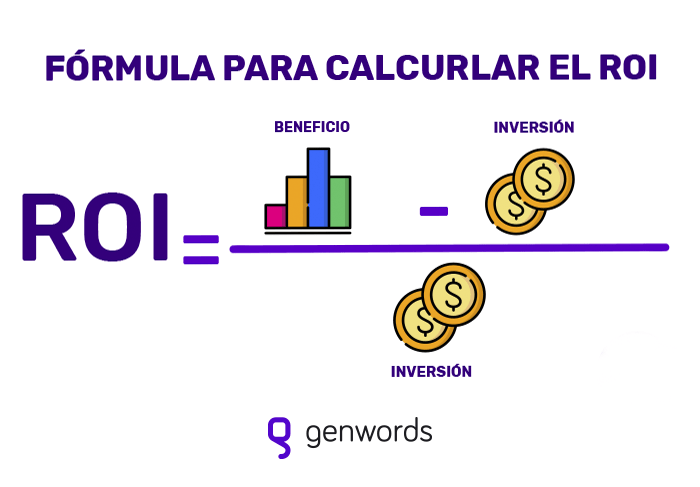 FÓRMULA PARA CALCURLAR EL ROI
BENEFICIO
INVERSIÓN
ROI = -
$ $
$ $
INVERSIÓN
genwords